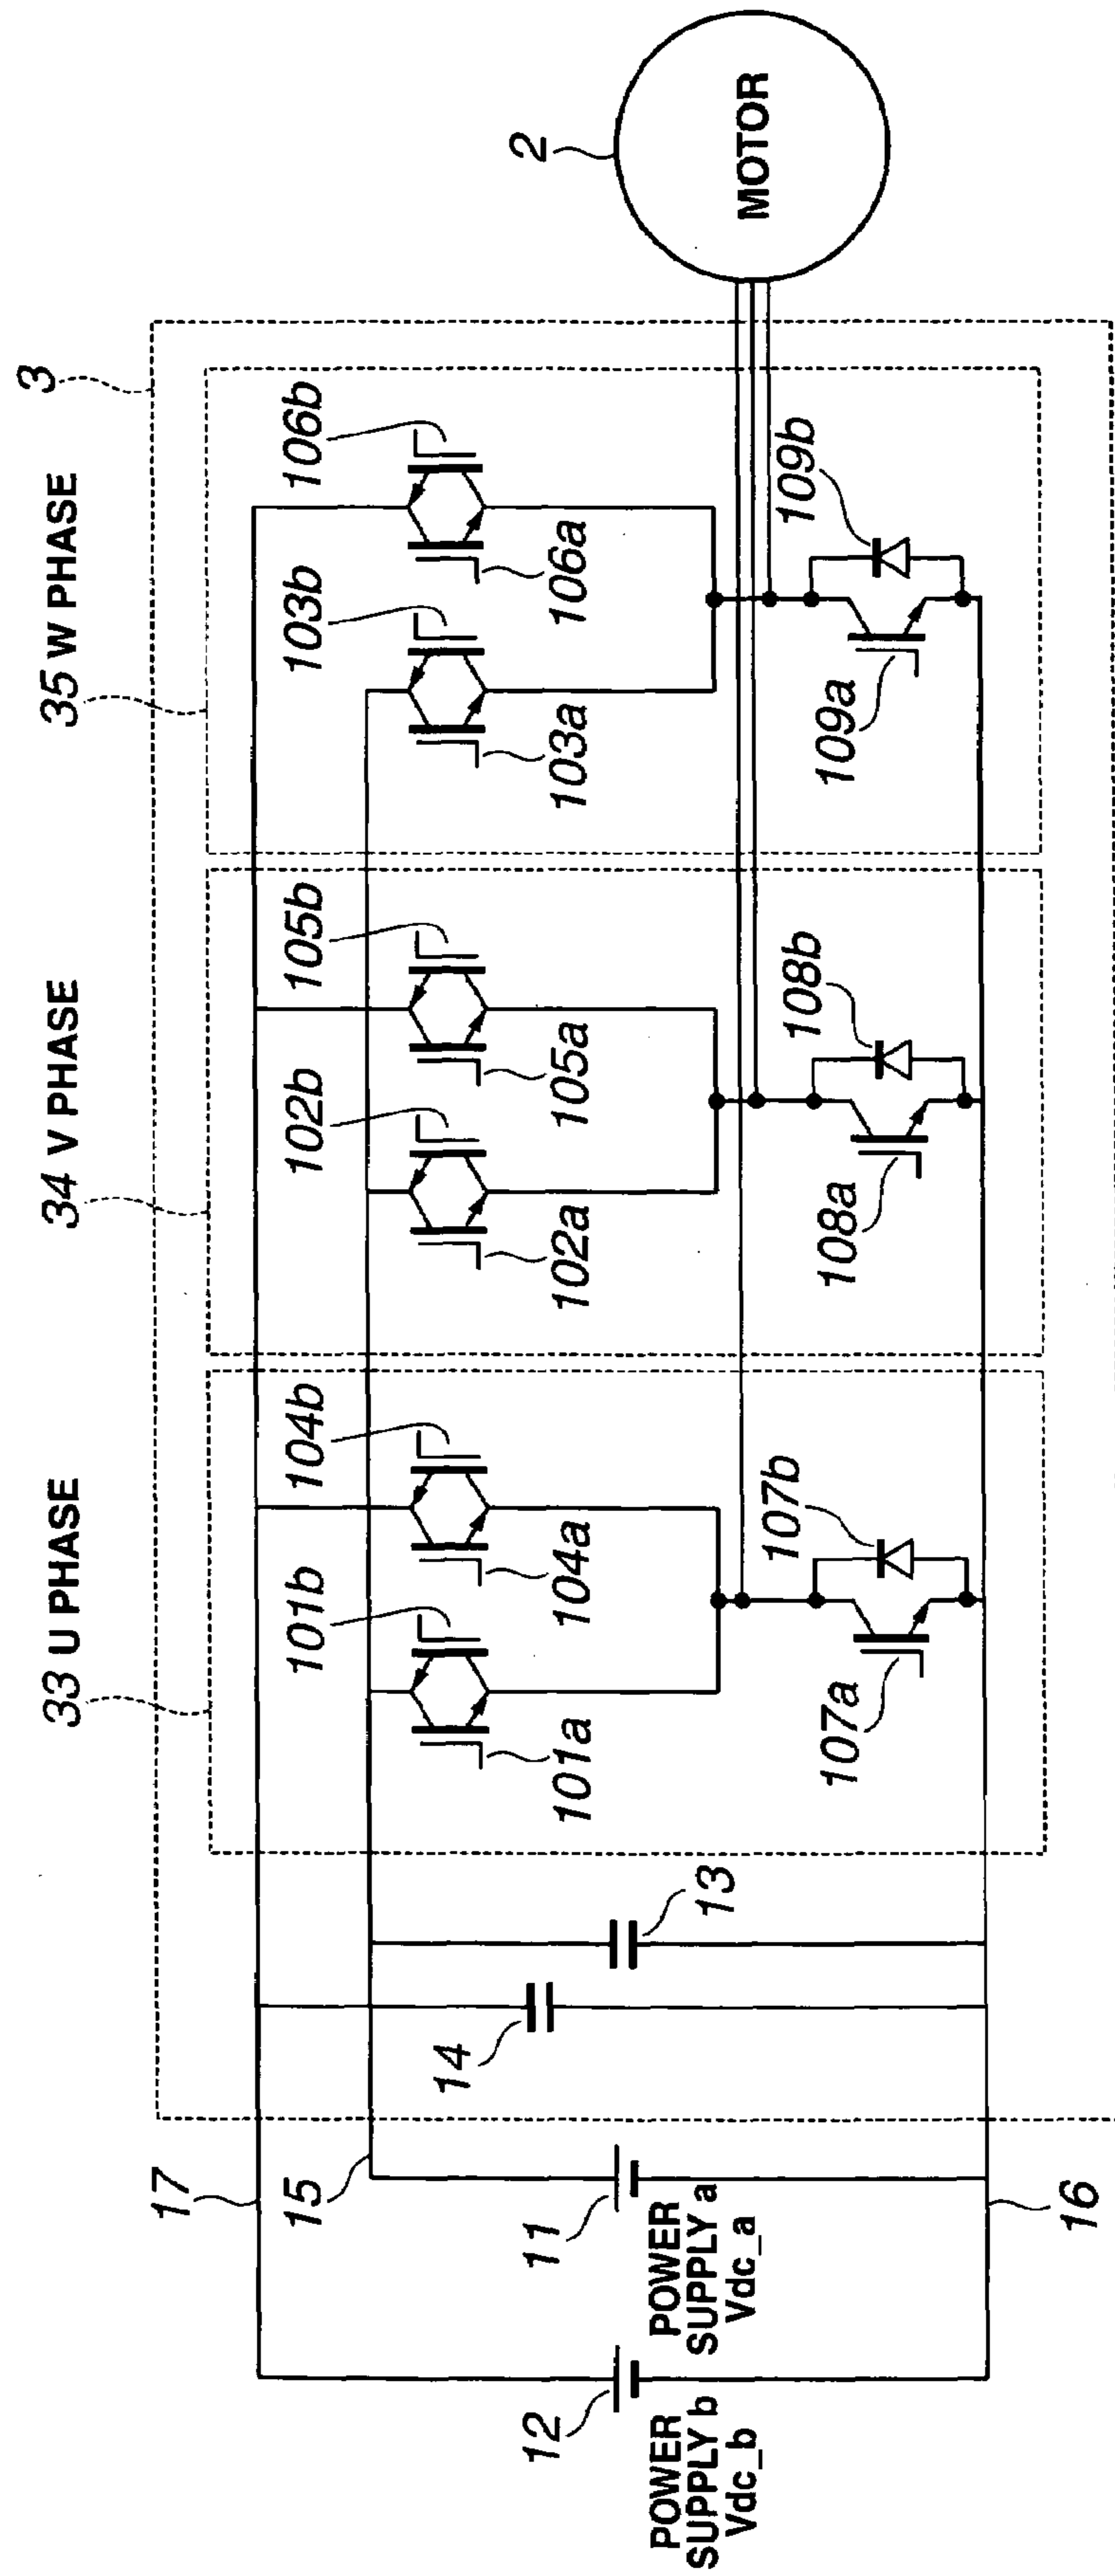 33 U PHASE
34 V PHASE
35 W PHASE
3
17
15
101b
104b
102b
105b
103b
106b
2
MOTOR
101a
104a
102a
105a
103a
106a
14
13
12
11
POWER
SUPPLY b
Vdc_b
POWER
SUPPLY a
Vdc_a
107b
108b
109b
107a
108a
109a
16